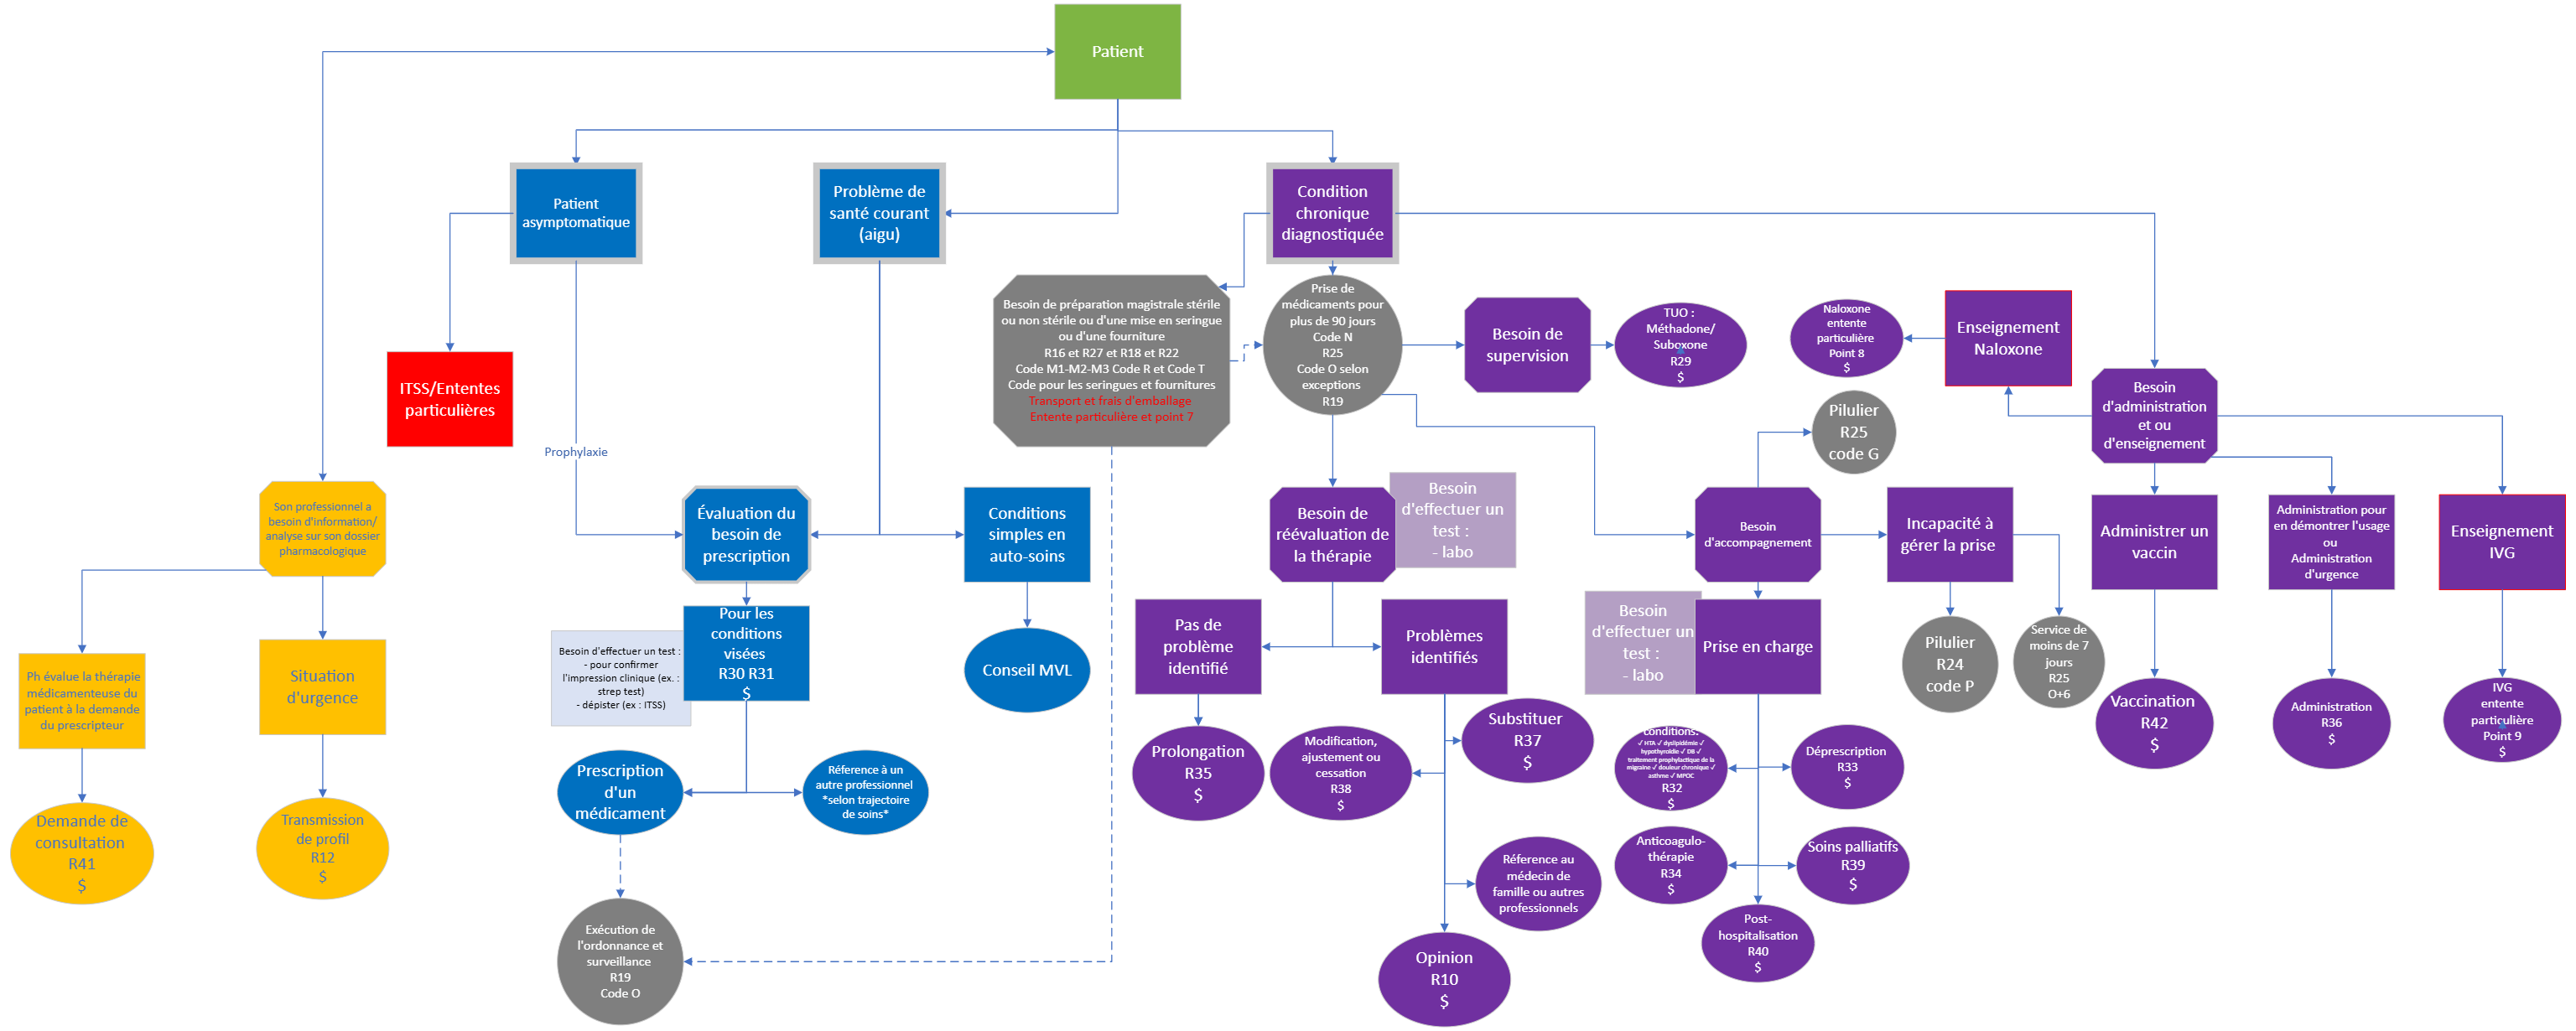 Patient
Patient
asymptomatique
Problème de
santé courant
(aigu)
Condition
chronique
diagnostiquée
ITSS/Ententes
particulières
Prophylaxie
Besoin de préparation magistrale stérile
ou non stérile ou d'une mise en seringue
ou d'une fourniture
R16 et R27 et R18 et R22
Code M1-M2-M3 Code R et Code T
Code pour les seringues et fournitures
Transport et frais d'emballage
Entente particulière et point 7
Prise de
médicaments pour
plus de 90 jours
Code N
R25
Code O selon
exceptions
R19
Besoin de
supervision
TUO :
Méthadone/
Suboxone
R29
$
Naloxone
entente
particulière
Point 8
$
Enseignement
Naloxone
Besoin
d'administration
et ou
d'enseignement
Pilulier
R25
code G
Son professionnel a
besoin d'information/
analyse sur son dossier
pharmacologique
Évaluation du
besoin de
prescription
Conditions
simples en
auto-soins
Besoin de
réévaluation de
la thérapie
Besoin
d'effectuer un
test :
- labo
Besoin
d'accompagnement
Incapacité à
gérer la prise
Administrer un
vaccin
Administration pour
en démontrer l'usage
ou
Administration
d'urgence
Enseignement
IVG
Ph évalue la thérapie
médicamenteuse du
patient à la demande
du prescripteur
Situation
d'urgence
Besoin d'effectuer un test :
- pour confirmer
l'impression clinique (ex. :
strep test)
- dépister (ex : ITSS)
Pour les
conditions
visées
R30 R31
$
Conseil MVL
Pas de
problème
identifié
Problèmes
identifiés
Besoin
d'effectuer un
test :
- labo
Prise en charge
Pilulier
R24
code P
Service de
moins de 7
jours
R25
O+6
Vaccination
R42
$
Administration
R36
$
IVG
entente
particulière
Point 9
$
Demande de
consultation
R41
$
Transmission
de profil
R12
$
Prescription
d'un
médicament
Réference à un
autre professionnel
*selon trajectoire
de soins*
Prolongation
R35
$
Modification,
ajustement ou
cessation
R38
$
Substituer
R37
$
conditions:
✓ HTA ✓ dyslipidémie ✓
hypothyroïdie ✓ DB ✓
traitement prophylactique de la
migraine ✓ douleur chronique ✓
asthme ✓ MPOC
R32
$
Déprescription
R33
$
Anticoagulo-
thérapie
R34
$
Soins palliatifs
R39
$
Réference au
médecin de
famille ou autres
professionnels
Post-
hospitalisation
R40
$
Exécution de
l'ordonnance et
surveillance
R19
Code O
Opinion
R10
$